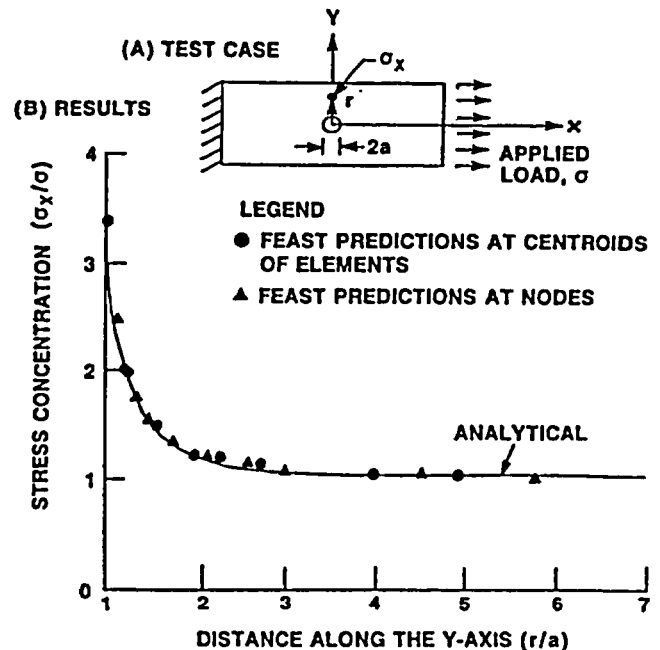 (A) TEST CASE
Y
σx
r
X
2a
APPLIED
LOAD, σ
(B) RESULTS
LEGEND
● FEAST PREDICTIONS AT CENTROIDS
OF ELEMENTS
▲ FEAST PREDICTIONS AT NODES
ANALYTICAL
STRESS CONCENTRATION (σx/σ)
4
3
2
1
0
1 2 3 4 5 6 7
DISTANCE ALONG THE Y-AXIS (r/a)